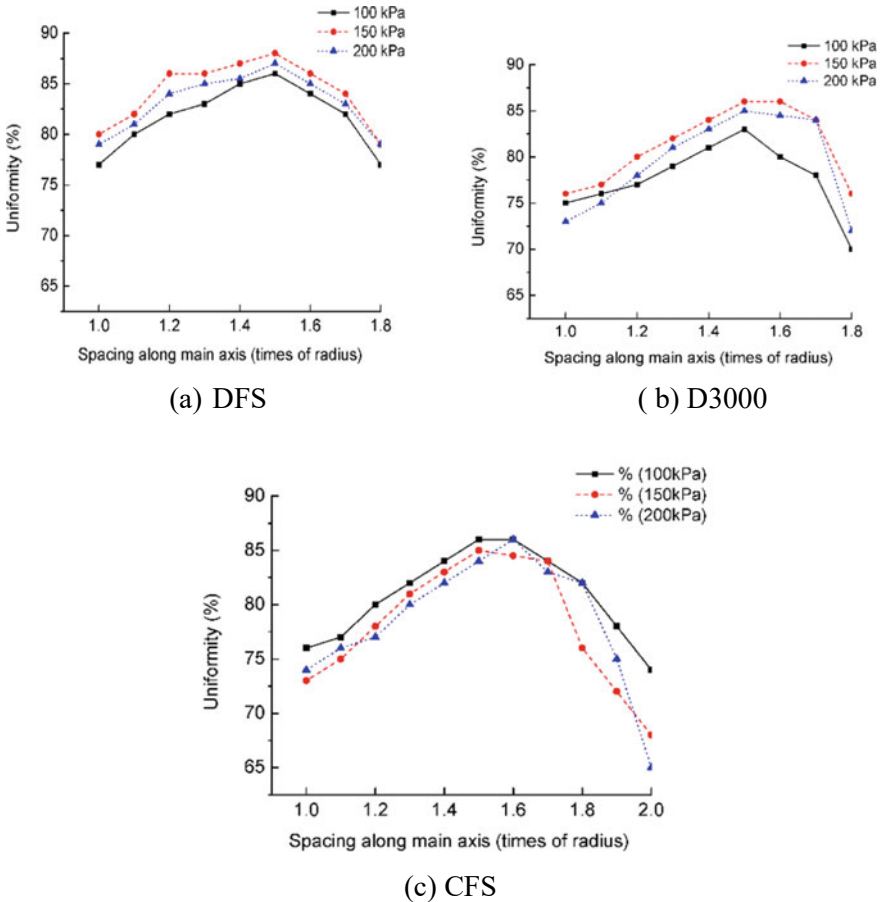 100 kPa
150 kPa
200 kPa
90
85
80
75
70
65
Uniformity (%)
1.0 1.2 1.4 1.6 1.8
Spacing along main axis (times of radius)
(a) DFS
100 kPa
150 kPa
200 kPa
90
85
80
75
70
65
Uniformity (%)
1.0 1.2 1.4 1.6 1.8
Spacing along main axis (times of radius)
( b) D3000
% (100kPa)
% (150kPa)
% (200kPa)
90
85
80
75
70
65
Uniformity (%)
1.0 1.2 1.4 1.6 1.8 2.0
Spacing along main axis (times of radius)
(c) CFS